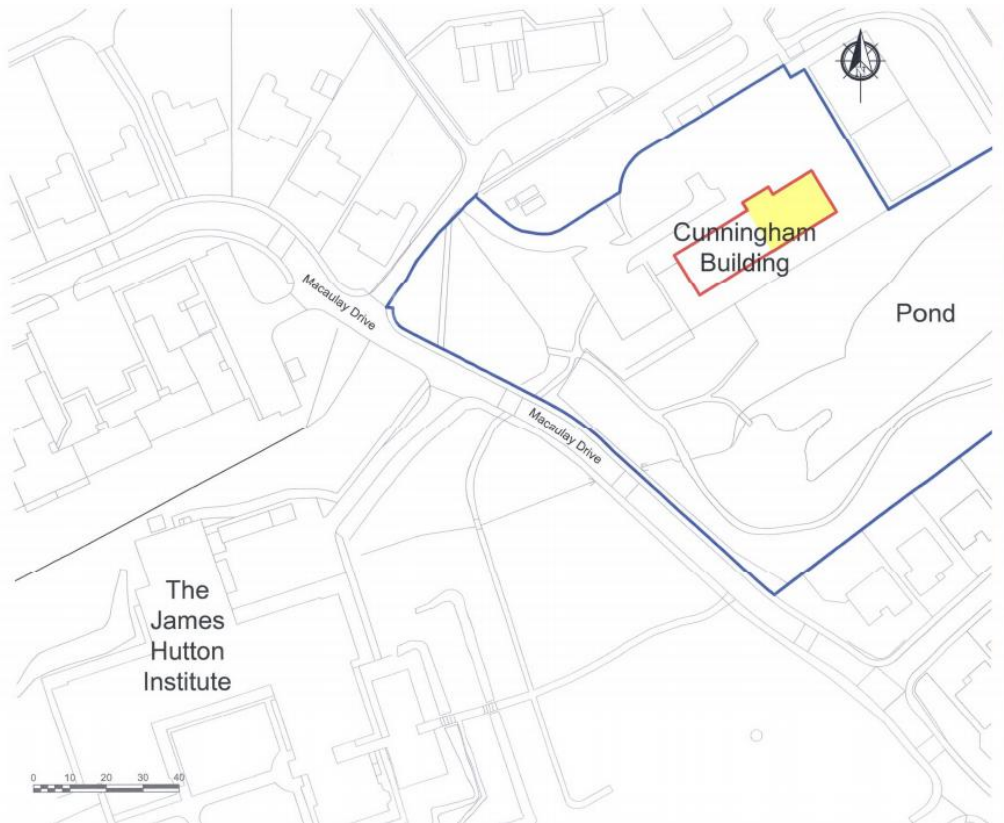 Cunningham
Building
Macaulay Drive
Pond
Macaulay Drive
The
James
Hutton
Institute
0 10 20 30 40